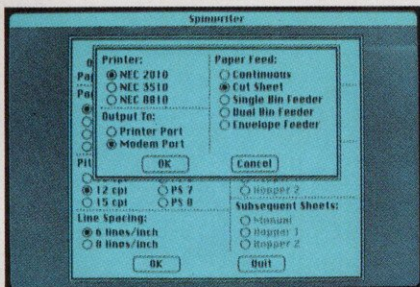 Spinwriter
Printer:
NEC 2010
NEC 3510
NEC 8810
Output To:
Printer Port
Modem Port
OK
Paper Feed:
Continuous
Cut Sheet
Single Bin Feeder
Dual Bin Feeder
Envelope Feeder
Cancel
12 cpi
PS 7
15 cpi
PS 8
Hopper 2
Line Spacing:
6 lines/inch
8 lines/inch
OK
Subsequent Sheets:
Manual
Hopper 1
Hopper 2
Quit